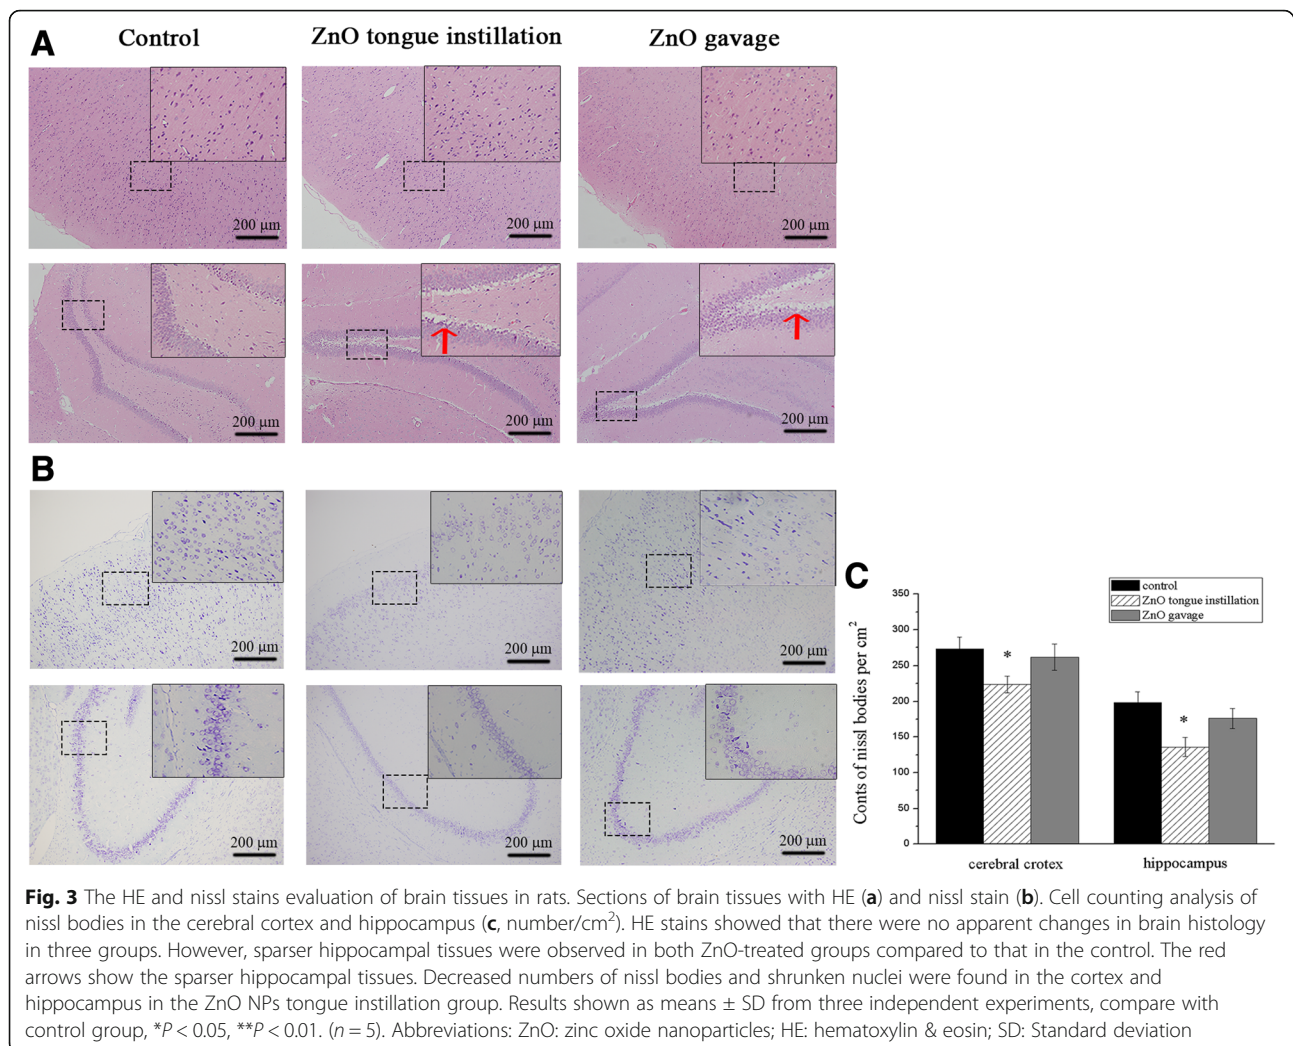 A
Control
ZnO tongue instillation
ZnO gavage
200 μm
200 μm
200 μm
200 μm
200 μm
200 μm
B
200 μm
200 μm
200 μm
200 μm
200 μm
200 μm
C
control
ZnO tongue instillation
ZnO gavage
Conts of nissl bodies per cm²
350
300
250
200
150
100
50
0
*
*
cerebral crotex
hippocampus
Fig. 3 The HE and nissl stains evaluation of brain tissues in rats. Sections of brain tissues with HE (a) and nissl stain (b). Cell counting analysis of
nissl bodies in the cerebral cortex and hippocampus (c, number/cm²). HE stains showed that there were no apparent changes in brain histology
in three groups. However, sparser hippocampal tissues were observed in both ZnO-treated groups compared to that in the control. The red
arrows show the sparser hippocampal tissues. Decreased numbers of nissl bodies and shrunken nuclei were found in the cortex and
hippocampus in the ZnO NPs tongue instillation group. Results shown as means ± SD from three independent experiments, compare with
control group, *P < 0.05, **P < 0.01. (n = 5). Abbreviations: ZnO: zinc oxide nanoparticles; HE: hematoxylin & eosin; SD: Standard deviation